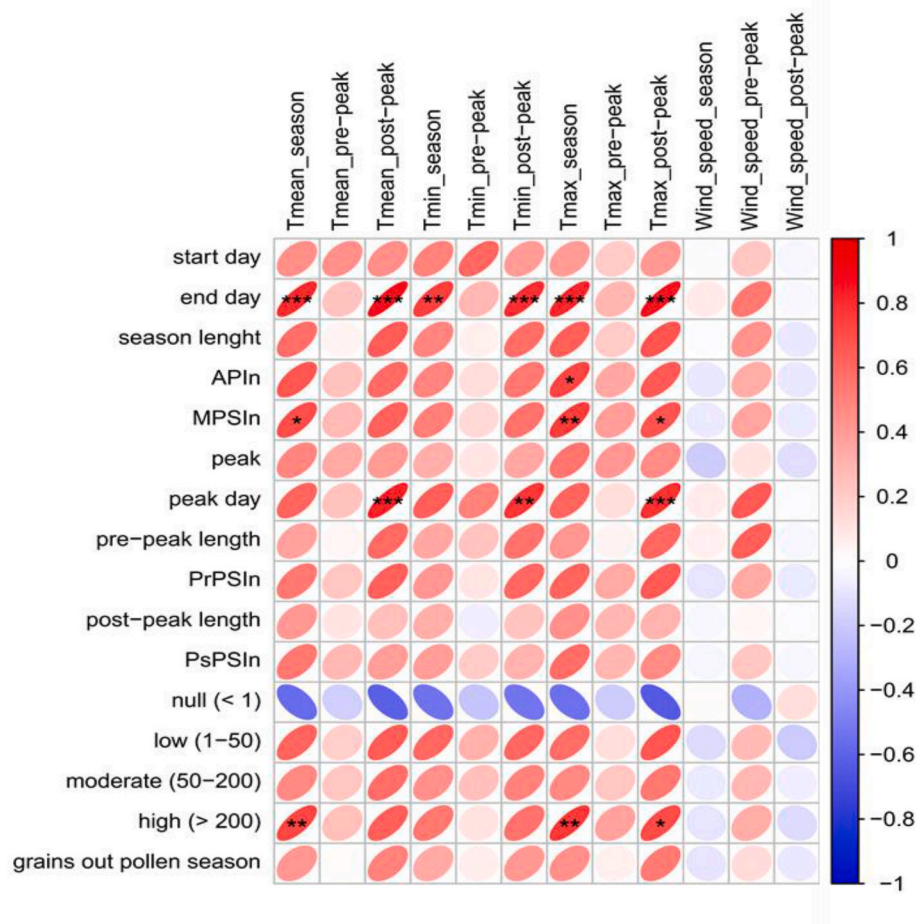 Tmean_season
Tmean_pre−peak
Tmean_post−peak
Tmin_season
Tmin_pre−peak
Tmin_post−peak
Tmax_season
Tmax_pre−peak
Tmax_post−peak
Wind_speed_season
Wind_speed_pre−peak
Wind_speed_post−peak
start day
end day *** *** ** *** *** ***
season lenght
APIn *
MPSIn * ** *
peak
peak day *** ** ***
pre−peak length
PrPSIn
post−peak length
PsPSIn
null (< 1)
low (1−50)
moderate (50−200)
high (> 200) ** ** *
grains out pollen season
1
0.8
0.6
0.4
0.2
0
−0.2
−0.4
−0.6
−0.8
−1